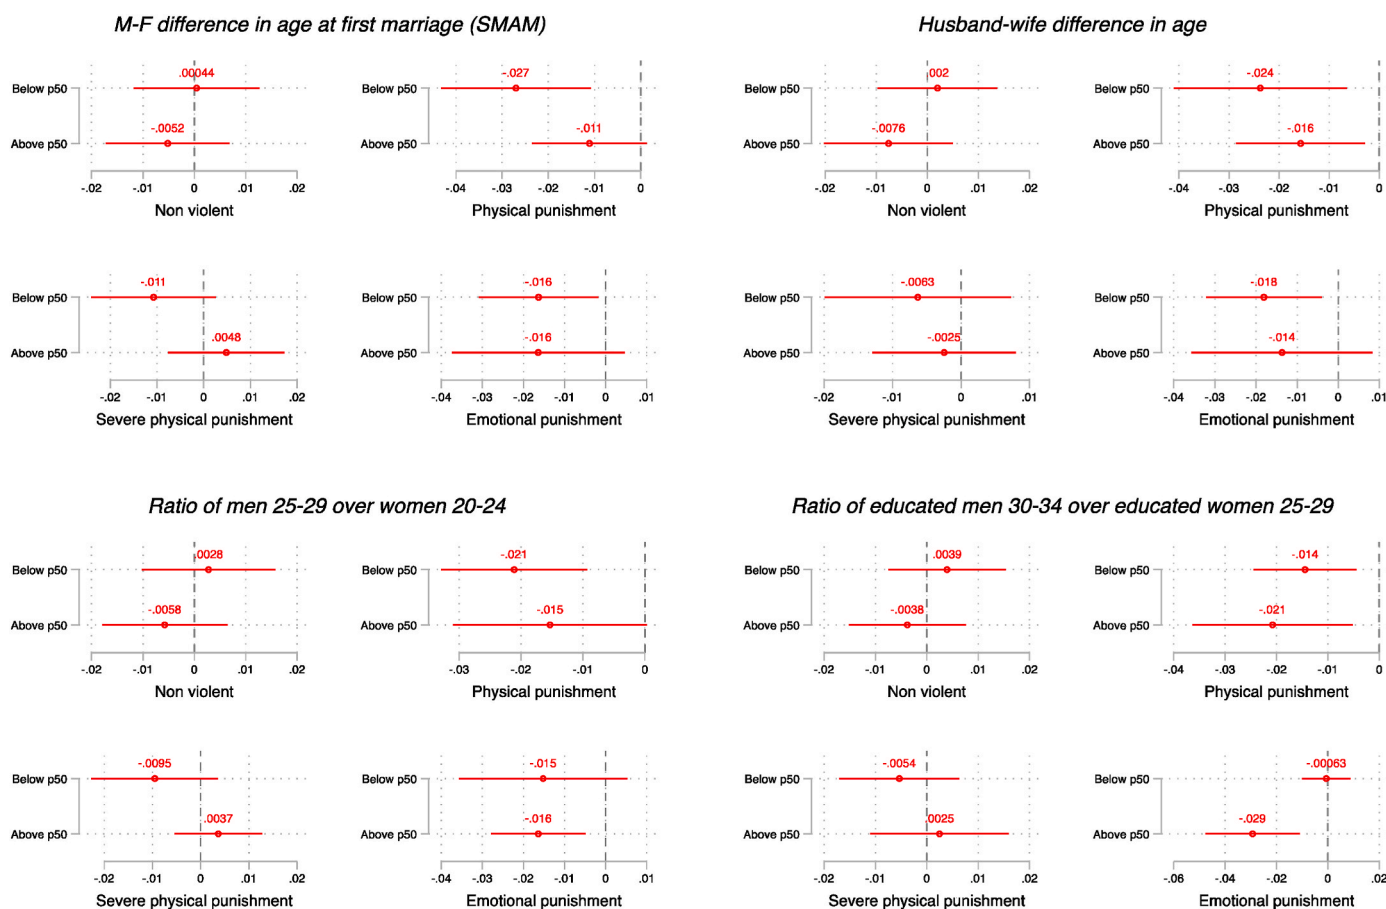 M-F difference in age at first marriage (SMAM)
Below p50
Above p50
.00044
-.0052
-.02 -.01 0 .01 .02
Non violent
Below p50
Above p50
-.027
-.011
-.04 -.03 -.02 -.01 0
Physical punishment
Below p50
Above p50
-.011
.0048
-.02 -.01 0 .01 .02
Severe physical punishment
Below p50
Above p50
-.016
-.016
-.04 -.03 -.02 -.01 0 .01
Emotional punishment
Husband-wife difference in age
Below p50
Above p50
.002
-.0076
-.02 -.01 0 .01 .02
Non violent
Below p50
Above p50
-.024
-.016
-.04 -.03 -.02 -.01 0
Physical punishment
Below p50
Above p50
-.0063
-.0025
-.02 -.01 0 .01
Severe physical punishment
Below p50
Above p50
-.018
-.014
-.04 -.03 -.02 -.01 0 .01
Emotional punishment
Ratio of men 25-29 over women 20-24
Below p50
Above p50
.0028
-.0058
-.02 -.01 0 .01 .02
Non violent
Below p50
Above p50
-.021
-.015
-.03 -.02 -.01 0
Physical punishment
Below p50
Above p50
-.0095
.0037
-.02 -.01 0 .01 .02
Severe physical punishment
Below p50
Above p50
-.015
-.016
-.04 -.03 -.02 -.01 0 .01
Emotional punishment
Ratio of educated men 30-34 over educated women 25-29
Below p50
Above p50
.0039
-.0038
-.02 -.01 0 .01 .02
Non violent
Below p50
Above p50
-.014
-.021
-.04 -.03 -.02 -.01 0
Physical punishment
Below p50
Above p50
-.0054
.0025
-.02 -.01 0 .01 .02
Severe physical punishment
Below p50
Above p50
-.00063
-.029
-.06 -.04 -.02 0 .02
Emotional punishment